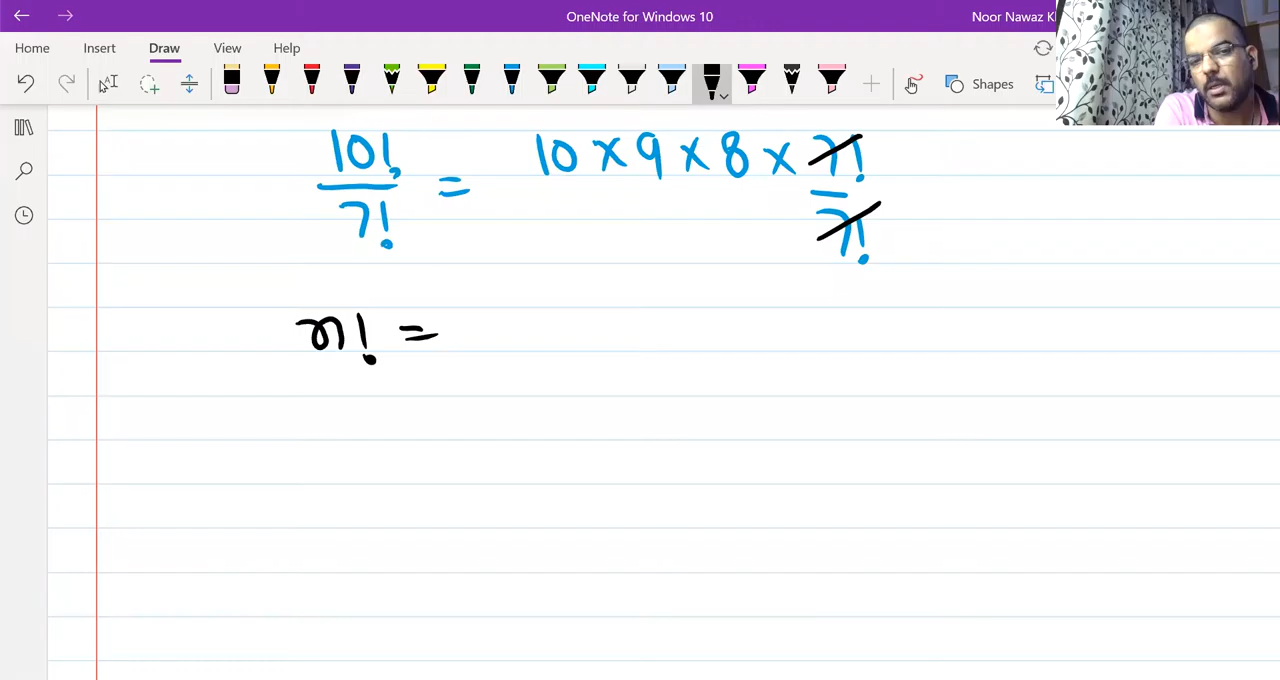 OneNote for Windows 10
Noor Nawaz K
Home Insert Draw View Help
Shapes
10! / 7! = 10 × 9 × 8 × 7! / 7!
n! =